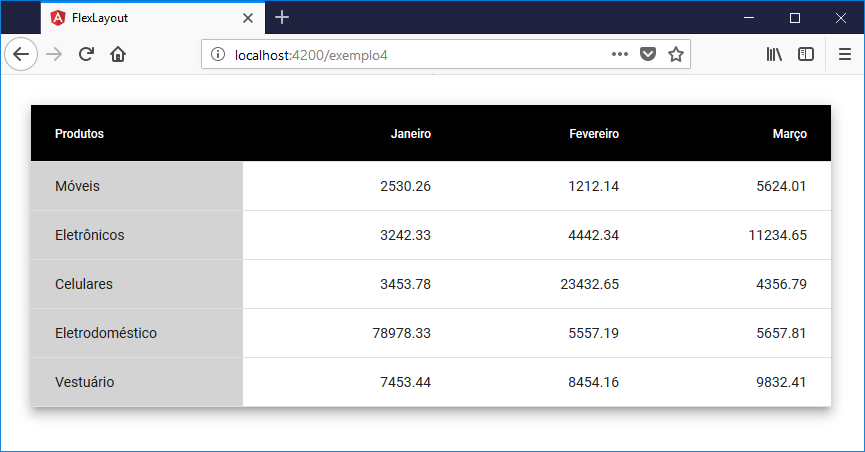 FlexLayout
localhost:4200/exemplo4
Produtos Janeiro Fevereiro Março
Móveis 2530.26 1212.14 5624.01
Eletrônicos 3242.33 4442.34 11234.65
Celulares 3453.78 23432.65 4356.79
Eletrodoméstico 78978.33 5557.19 5657.81
Vestuário 7453.44 8454.16 9832.41